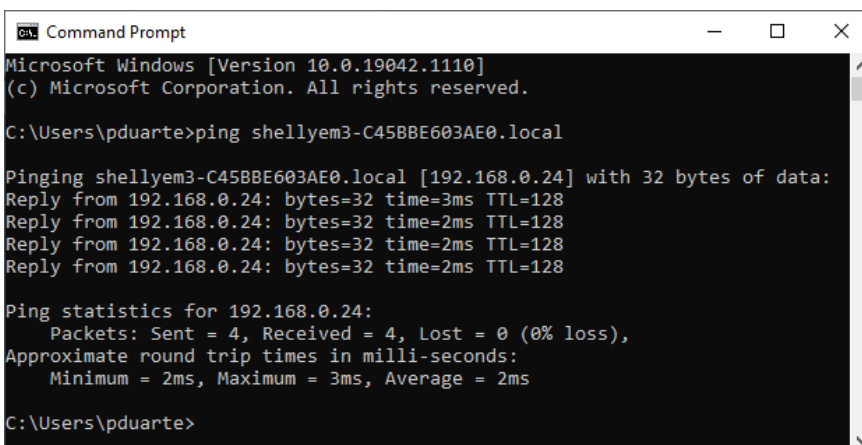 Command Prompt
Microsoft Windows [Version 10.0.19042.1110]
(c) Microsoft Corporation. All rights reserved.
C:\Users\pduarte>ping shellyem3-C45BBE603AE0.local
Pinging shellyem3-C45BBE603AE0.local [192.168.0.24] with 32 bytes of data:
Reply from 192.168.0.24: bytes=32 time=3ms TTL=128
Reply from 192.168.0.24: bytes=32 time=2ms TTL=128
Reply from 192.168.0.24: bytes=32 time=2ms TTL=128
Reply from 192.168.0.24: bytes=32 time=2ms TTL=128
Ping statistics for 192.168.0.24:
    Packets: Sent = 4, Received = 4, Lost = 0 (0% loss),
Approximate round trip times in milli-seconds:
    Minimum = 2ms, Maximum = 3ms, Average = 2ms
C:\Users\pduarte>